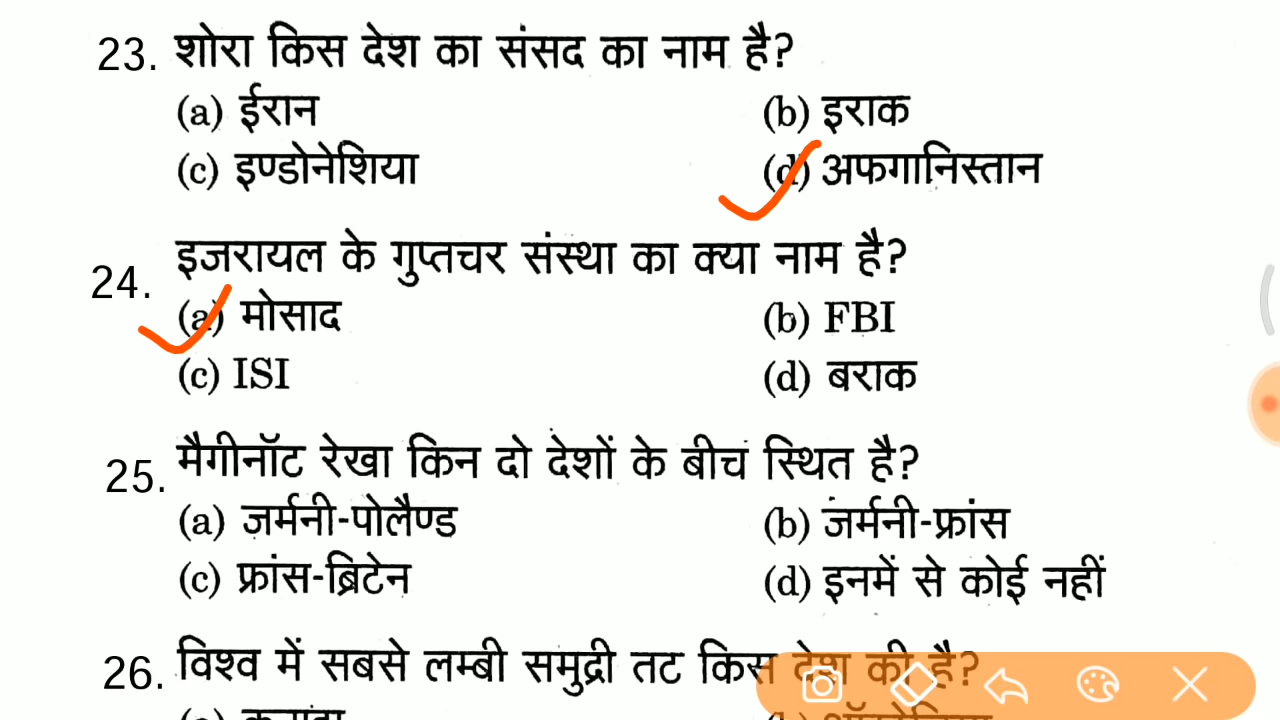 23. शोरा किस देश का संसद का नाम है?
(a) ईरान (b) इराक
(c) इण्डोनेशिया (d) अफगानिस्तान
24. इजरायल के गुप्तचर संस्था का क्या नाम है?
(a) मोसाद (b) FBI
(c) ISI (d) बराक
25. मैगीनॉट रेखा किन दो देशों के बीच स्थित है?
(a) जर्मनी-पोलैण्ड (b) जर्मनी-फ्रांस
(c) फ्रांस-ब्रिटेन (d) इनमें से कोई नहीं
26. विश्व में सबसे लम्बी समुद्री तट किस देश की है?